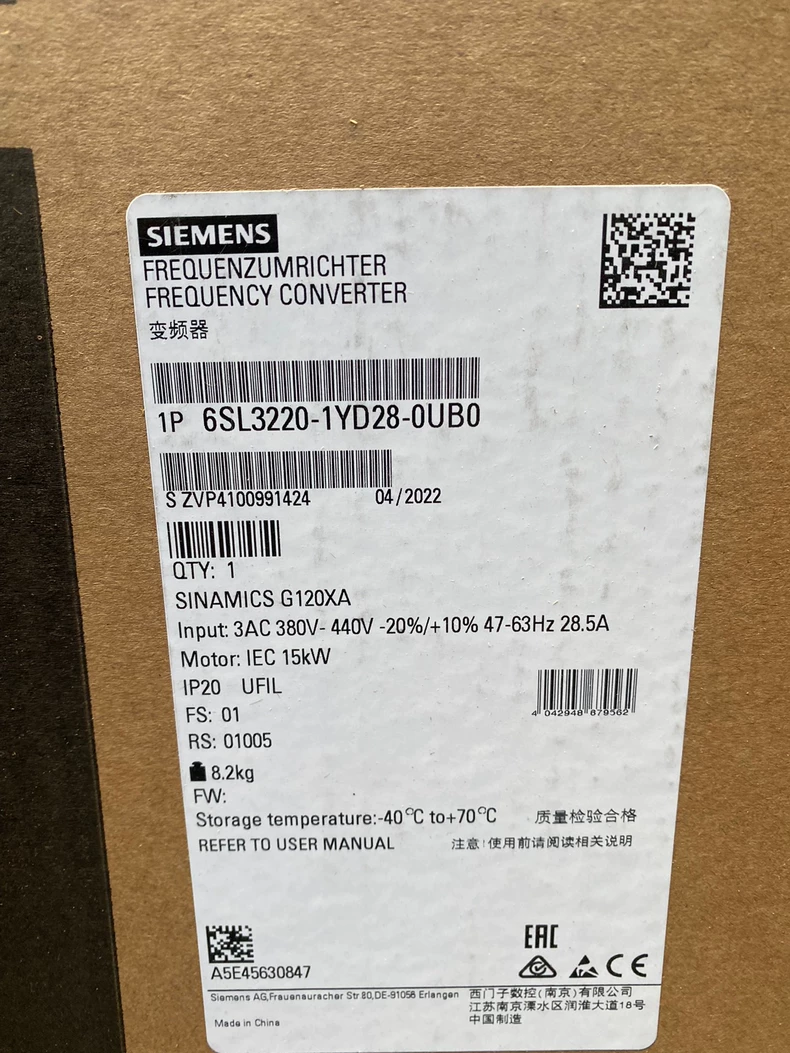 SIEMENS
FREQUENZUMRICHTER
FREQUENCY CONVERTER
变频器
1P 6SL3220-1YD28-0UB0
S ZVP4100991424 04/2022
QTY: 1
SINAMICS G120XA
Input: 3AC 380V- 440V -20%/+10% 47-63Hz 28.5A
Motor: IEC 15kW
IP20 UFIL
FS: 01
4 042948 679562
RS: 01005
8.2kg
FW:
Storage temperature:-40°C to+70°C 质量检验合格
REFER TO USER MANUAL 注意!使用前请阅读相关说明
EAC
A5E45630847 CE
Siemens AG,Frauenauracher Str.80,DE-91056 Erlangen 西门子数控(南京)有限公司
江苏南京溧水区润淮大道18号
Made in China 中国制造